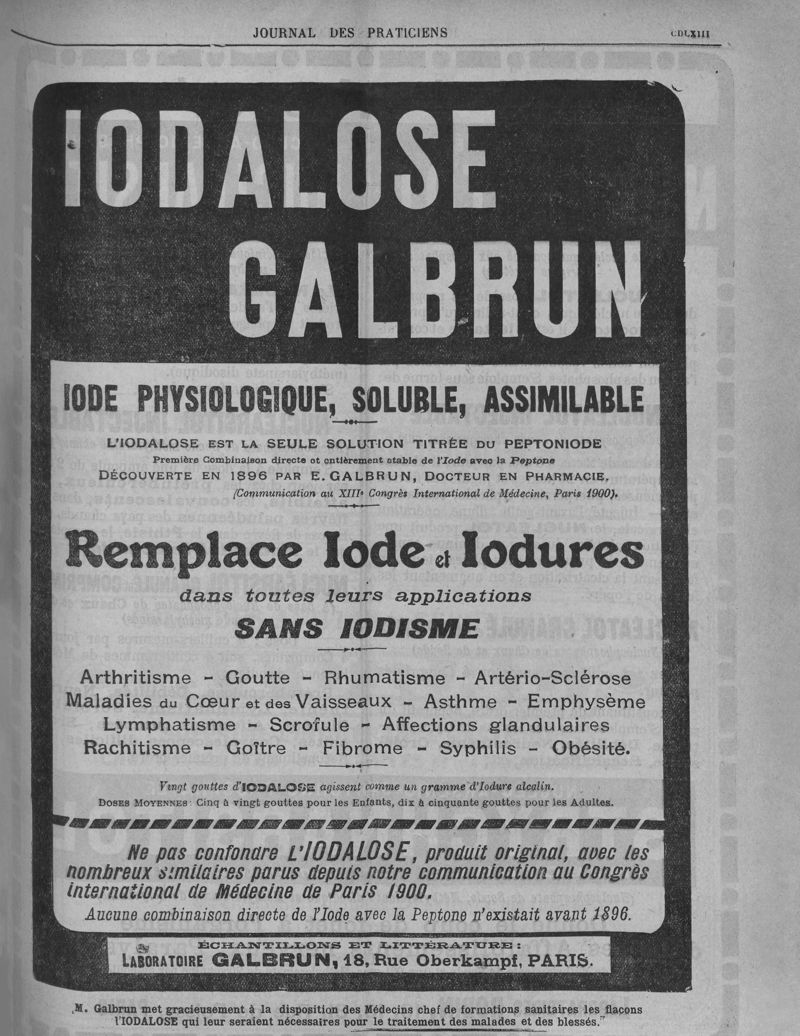 JOURNAL DES PRATICIENS
CDLXIII
IODALOSE
GALBRUN
IODE PHYSIOLOGIQUE, SOLUBLE, ASSIMILABLE
L'IODALOSE EST LA SEULE SOLUTION TITRÉE DU PEPTONIODE
Première Combinaison directe et entièrement stable de l'Iode avec la Peptone
DÉCOUVERTE EN 1896 PAR E. GALBRUN, DOCTEUR EN PHARMACIE.
(Communication au XIIIe Congrès International de Médecine, Paris 1900).
Remplace Iode et Iodures
dans toutes leurs applications
SANS IODISME
Arthritisme - Goutte - Rhumatisme - Artério-Sclérose
Maladies du Cœur et des Vaisseaux - Asthme - Emphysème
Lymphatisme - Scrofule - Affections glandulaires
Rachitisme - Goître - Fibrome - Syphilis - Obésité.
Vingt gouttes d'IODALOSE agissent comme un gramme d'Iodure alcalin.
DOSES MOYENNES : Cinq à vingt gouttes pour les Enfants, dix à cinquante gouttes pour les Adultes.
Ne pas confondre L'IODALOSE, produit original, avec les
nombreux similaires parus depuis notre communication au Congrès
international de Médecine de Paris 1900.
Aucune combinaison directe de l'Iode avec la Peptone n'existait avant 1896.
ÉCHANTILLONS ET LITTÉRATURE :
LABORATOIRE GALBRUN, 18, Rue Oberkampf, PARIS.
M. Galbrun met gracieusement à la disposition des Médecins chef de formations sanitaires les flaçons
l'IODALOSE qui leur seraient nécessaires pour le traitement des malades et des blessés."